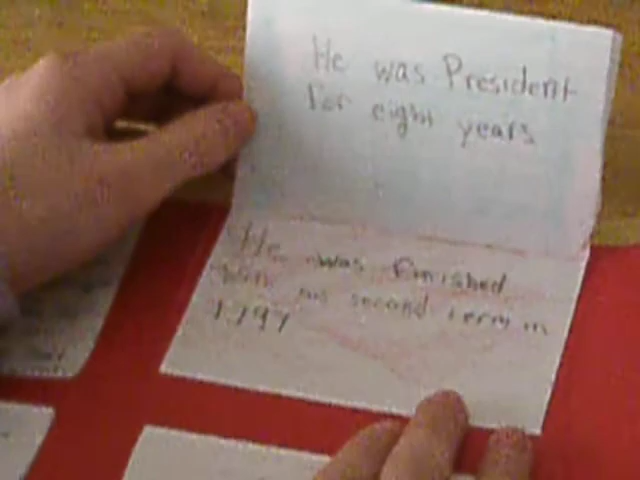 He was President
for eight years
He was finished
with his second term in
1797